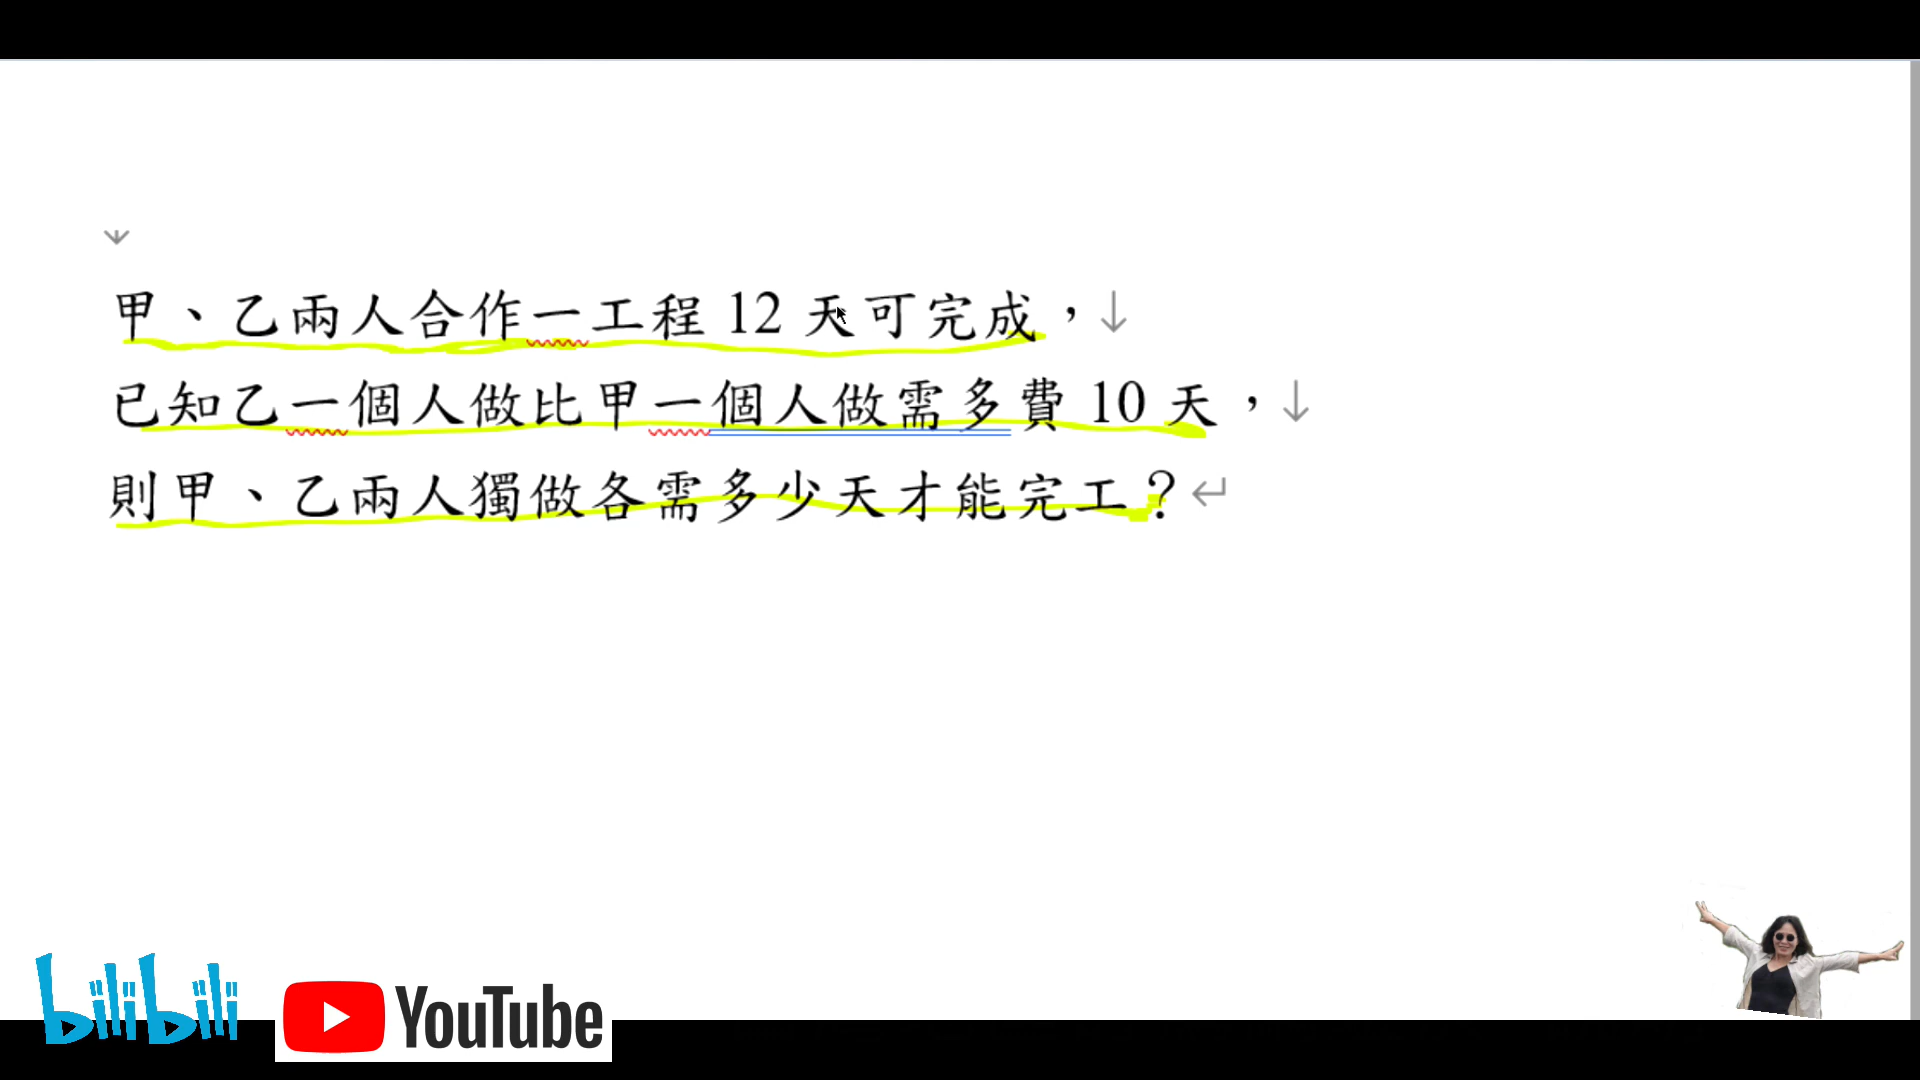 甲、乙兩人合作一工程 12 天可完成，↓
已知乙一個人做比甲一個人做需多費 10 天，↓
則甲、乙兩人獨做各需多少天才能完工？↵
bilibili
YouTube